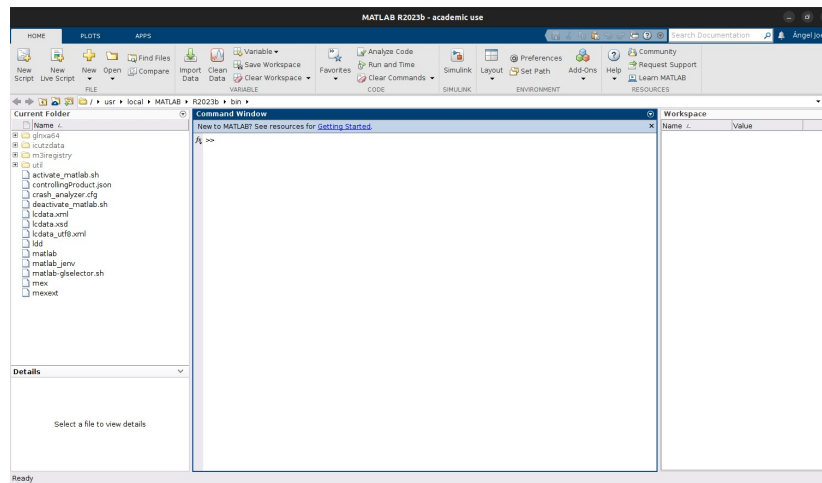 MATLAB R2023b - academic use
HOME PLOTS APPS
Search Documentation
Ángel Joe
New Script
New Live Script
New
Open
Find Files
Compare
FILE
Import Data
Clean Data
Variable
Save Workspace
Clear Workspace
VARIABLE
Favorites
Analyze Code
Run and Time
Clear Commands
CODE
Simulink
SIMULINK
Layout
Preferences
Set Path
Add-Ons
ENVIRONMENT
Help
Community
Request Support
Learn MATLAB
RESOURCES
/ usr local MATLAB R2023b bin
Current Folder
Name
glnxa64
icutzdata
m3iregistry
util
activate_matlab.sh
controllingProduct.json
crash_analyzer.cfg
deactivate_matlab.sh
lcdata.xml
lcdata.xsd
lcdata_utf8.xml
ldd
matlab
matlab_jenv
matlab-glselector.sh
mex
mexext
Details
Select a file to view details
Command Window
New to MATLAB? See resources for Getting Started.
fx >>
Workspace
Name Value
Ready